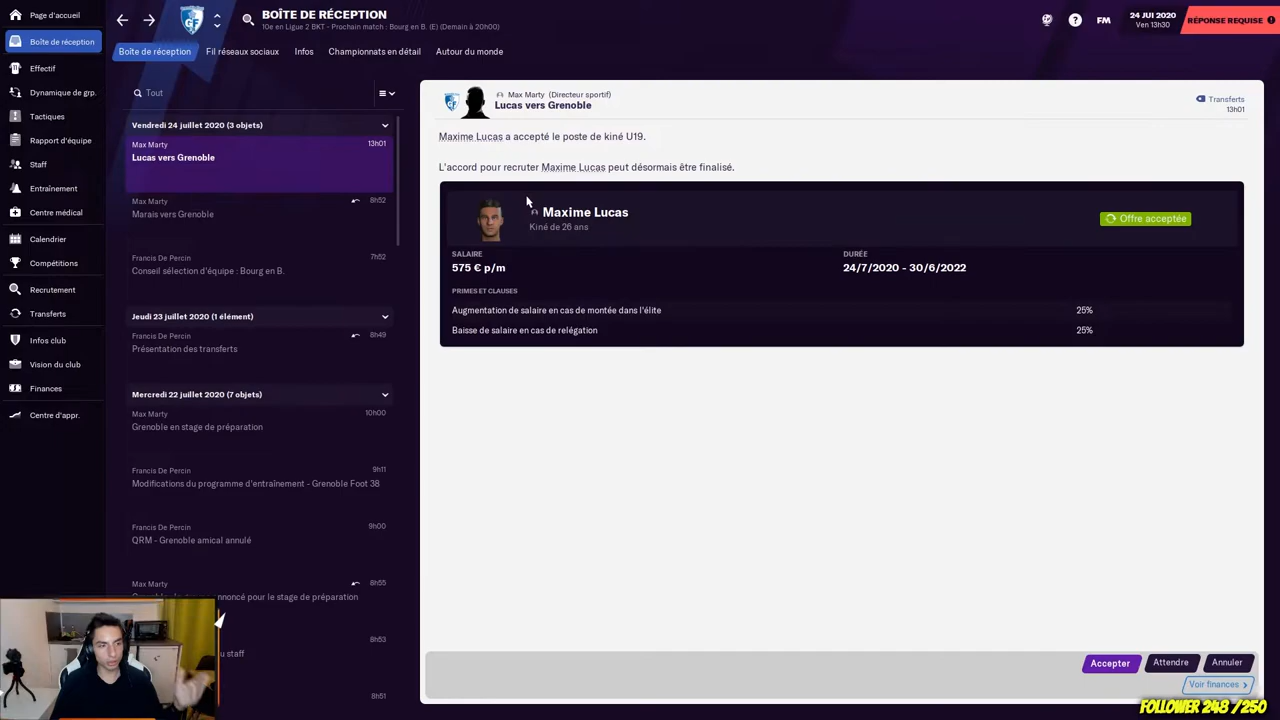 Page d'accueil
Boîte de réception
Effectif
Dynamique de grp.
Tactiques
Rapport d'équipe
Staff
Entraînement
Centre médical
Calendrier
Compétitions
Recrutement
Transferts
Infos club
Vision du club
Finances
Centre d'appr.
GF
BOÎTE DE RÉCEPTION
10e en Ligue 2 BKT - Prochain match : Bourg en B. (E) (Demain à 20h00)
?
FM
24 JUI 2020
Ven 13h30
RÉPONSE REQUISE
Boîte de réception
Fil réseaux sociaux
Infos
Championnats en détail
Autour du monde
Tout
Vendredi 24 juillet 2020 (3 objets)
Max Marty 13h01
Lucas vers Grenoble
Max Marty 8h52
Marais vers Grenoble
Francis De Percin 7h52
Conseil sélection d'équipe : Bourg en B.
Jeudi 23 juillet 2020 (1 élément)
Francis De Percin 8h49
Présentation des transferts
Mercredi 22 juillet 2020 (7 objets)
Max Marty 10h00
Grenoble en stage de préparation
Francis De Percin 9h11
Modifications du programme d'entraînement - Grenoble Foot 38
Francis De Percin 9h00
QRM - Grenoble amical annulé
Max Marty 8h55
noncé pour le stage de préparation
8h53
u staff
8h51
Max Marty (Directeur sportif)
Lucas vers Grenoble
Transferts
13h01
Maxime Lucas a accepté le poste de kiné U19.
L'accord pour recruter Maxime Lucas peut désormais être finalisé.
Maxime Lucas
Kiné de 26 ans
Offre acceptée
SALAIRE
575 € p/m
DURÉE
24/7/2020 - 30/6/2022
PRIMES ET CLAUSES
Augmentation de salaire en cas de montée dans l'élite 25%
Baisse de salaire en cas de relégation 25%
Accepter
Attendre
Annuler
Voir finances
FOLLOWER 248 /250